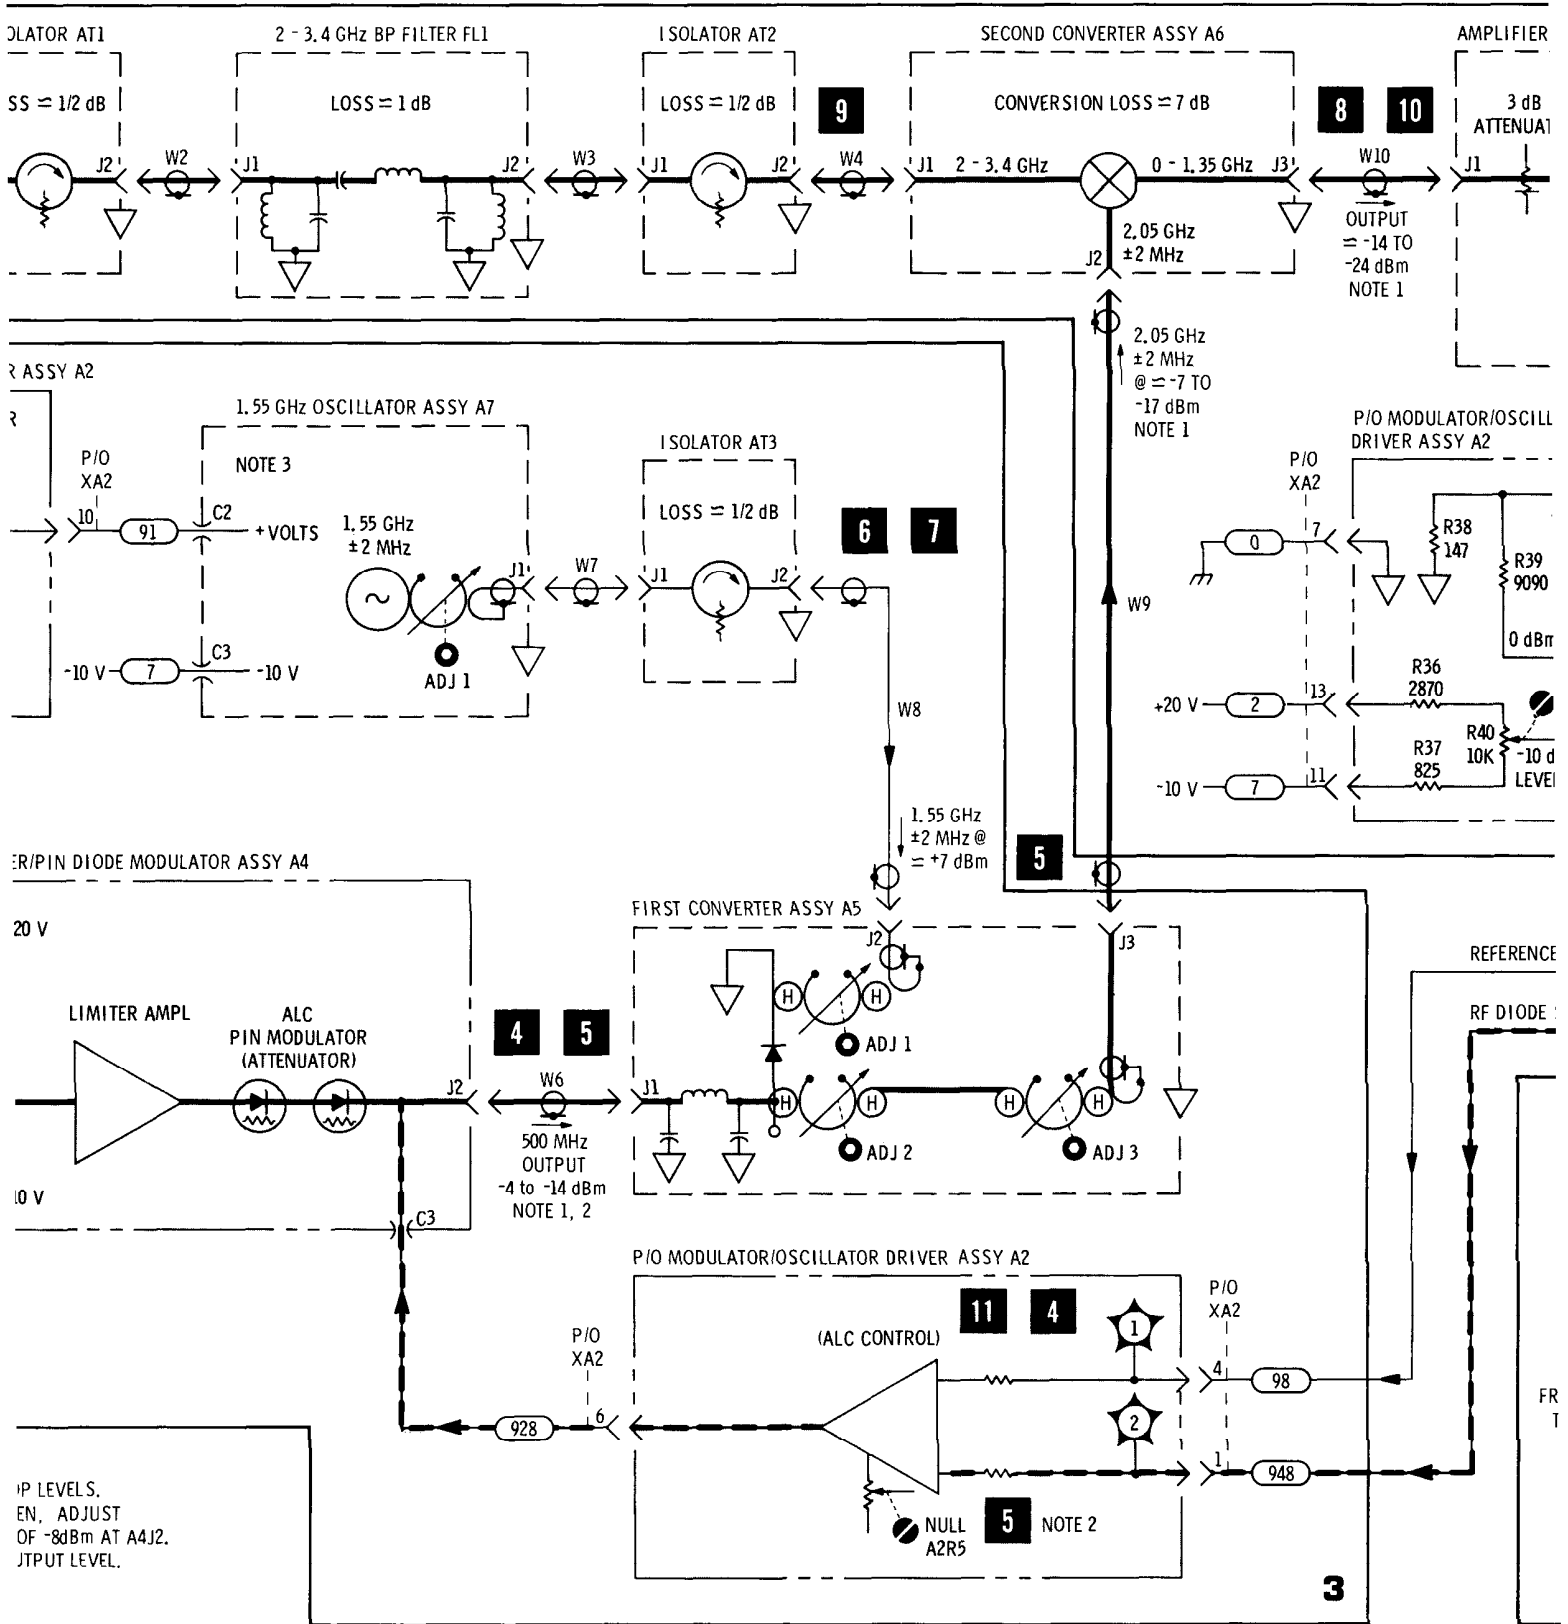 OLATOR AT1
2 - 3.4 GHz BP FILTER FL1
ISOLATOR AT2
SECOND CONVERTER ASSY A6
AMPLIFIER
SS ≃ 1/2 dB
LOSS ≃ 1 dB
LOSS ≃ 1/2 dB
9
CONVERSION LOSS ≃ 7 dB
8
10
3 dB
ATTENUAT
J2
W2
J1
J2
W3
J1
J2
W4
J1
2 - 3.4 GHz
0 - 1.35 GHz
J3
W10
J1
OUTPUT
≃ -14 TO
-24 dBm
NOTE 1
2.05 GHz
±2 MHz
J2
2.05 GHz
±2 MHz
@ ≃ -7 TO
-17 dBm
NOTE 1
R ASSY A2
R
1.55 GHz OSCILLATOR ASSY A7
NOTE 3
P/O
XA2
10
91
C2
+VOLTS
1.55 GHz
±2 MHz
J1
W7
ISOLATOR AT3
LOSS ≃ 1/2 dB
J1
J2
6
7
-10 V
7
C3
-10 V
ADJ 1
W8
W9
P/O MODULATOR/OSCILL
DRIVER ASSY A2
P/O
XA2
0
7
R38
147
R39
9090
0 dBm
R36
2870
+20 V
2
13
R40
10K
-10 d
LEVEL
R37
825
-10 V
7
11
1.55 GHz
±2 MHz @
≃ +7 dBm
5
ER/PIN DIODE MODULATOR ASSY A4
20 V
FIRST CONVERTER ASSY A5
J2
J3
H
H
ADJ 1
LIMITER AMPL
ALC
PIN MODULATOR
(ATTENUATOR)
4
5
J2
W6
J1
H
H
H
H
ADJ 2
ADJ 3
500 MHz
OUTPUT
-4 to -14 dBm
NOTE 1, 2
10 V
C3
REFERENCE
RF DIODE
P/O MODULATOR/OSCILLATOR DRIVER ASSY A2
11
4
(ALC CONTROL)
1
P/O
XA2
4
98
P/O
XA2
928
6
2
1
948
NULL
A2R5
5
NOTE 2
FR
T
P LEVELS.
EN, ADJUST
OF -8dBm AT A4J2.
UTPUT LEVEL.
3